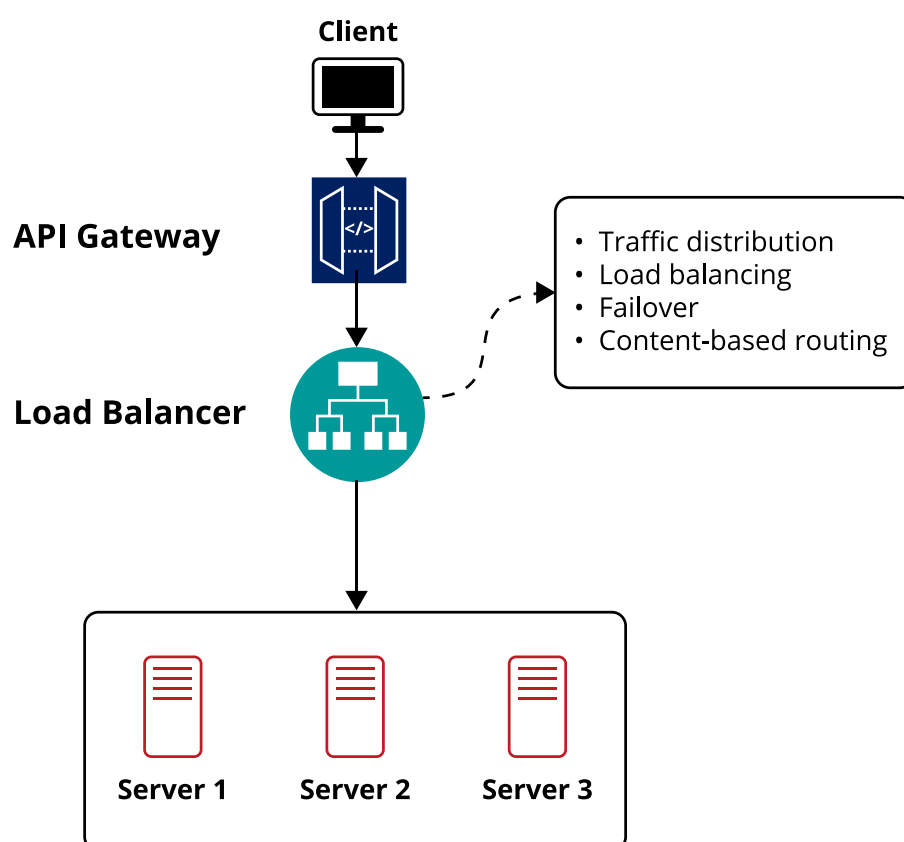 Client
API Gateway
</>
• Traffic distribution
• Load balancing
• Failover
• Content-based routing
Load Balancer
Server 1
Server 2
Server 3